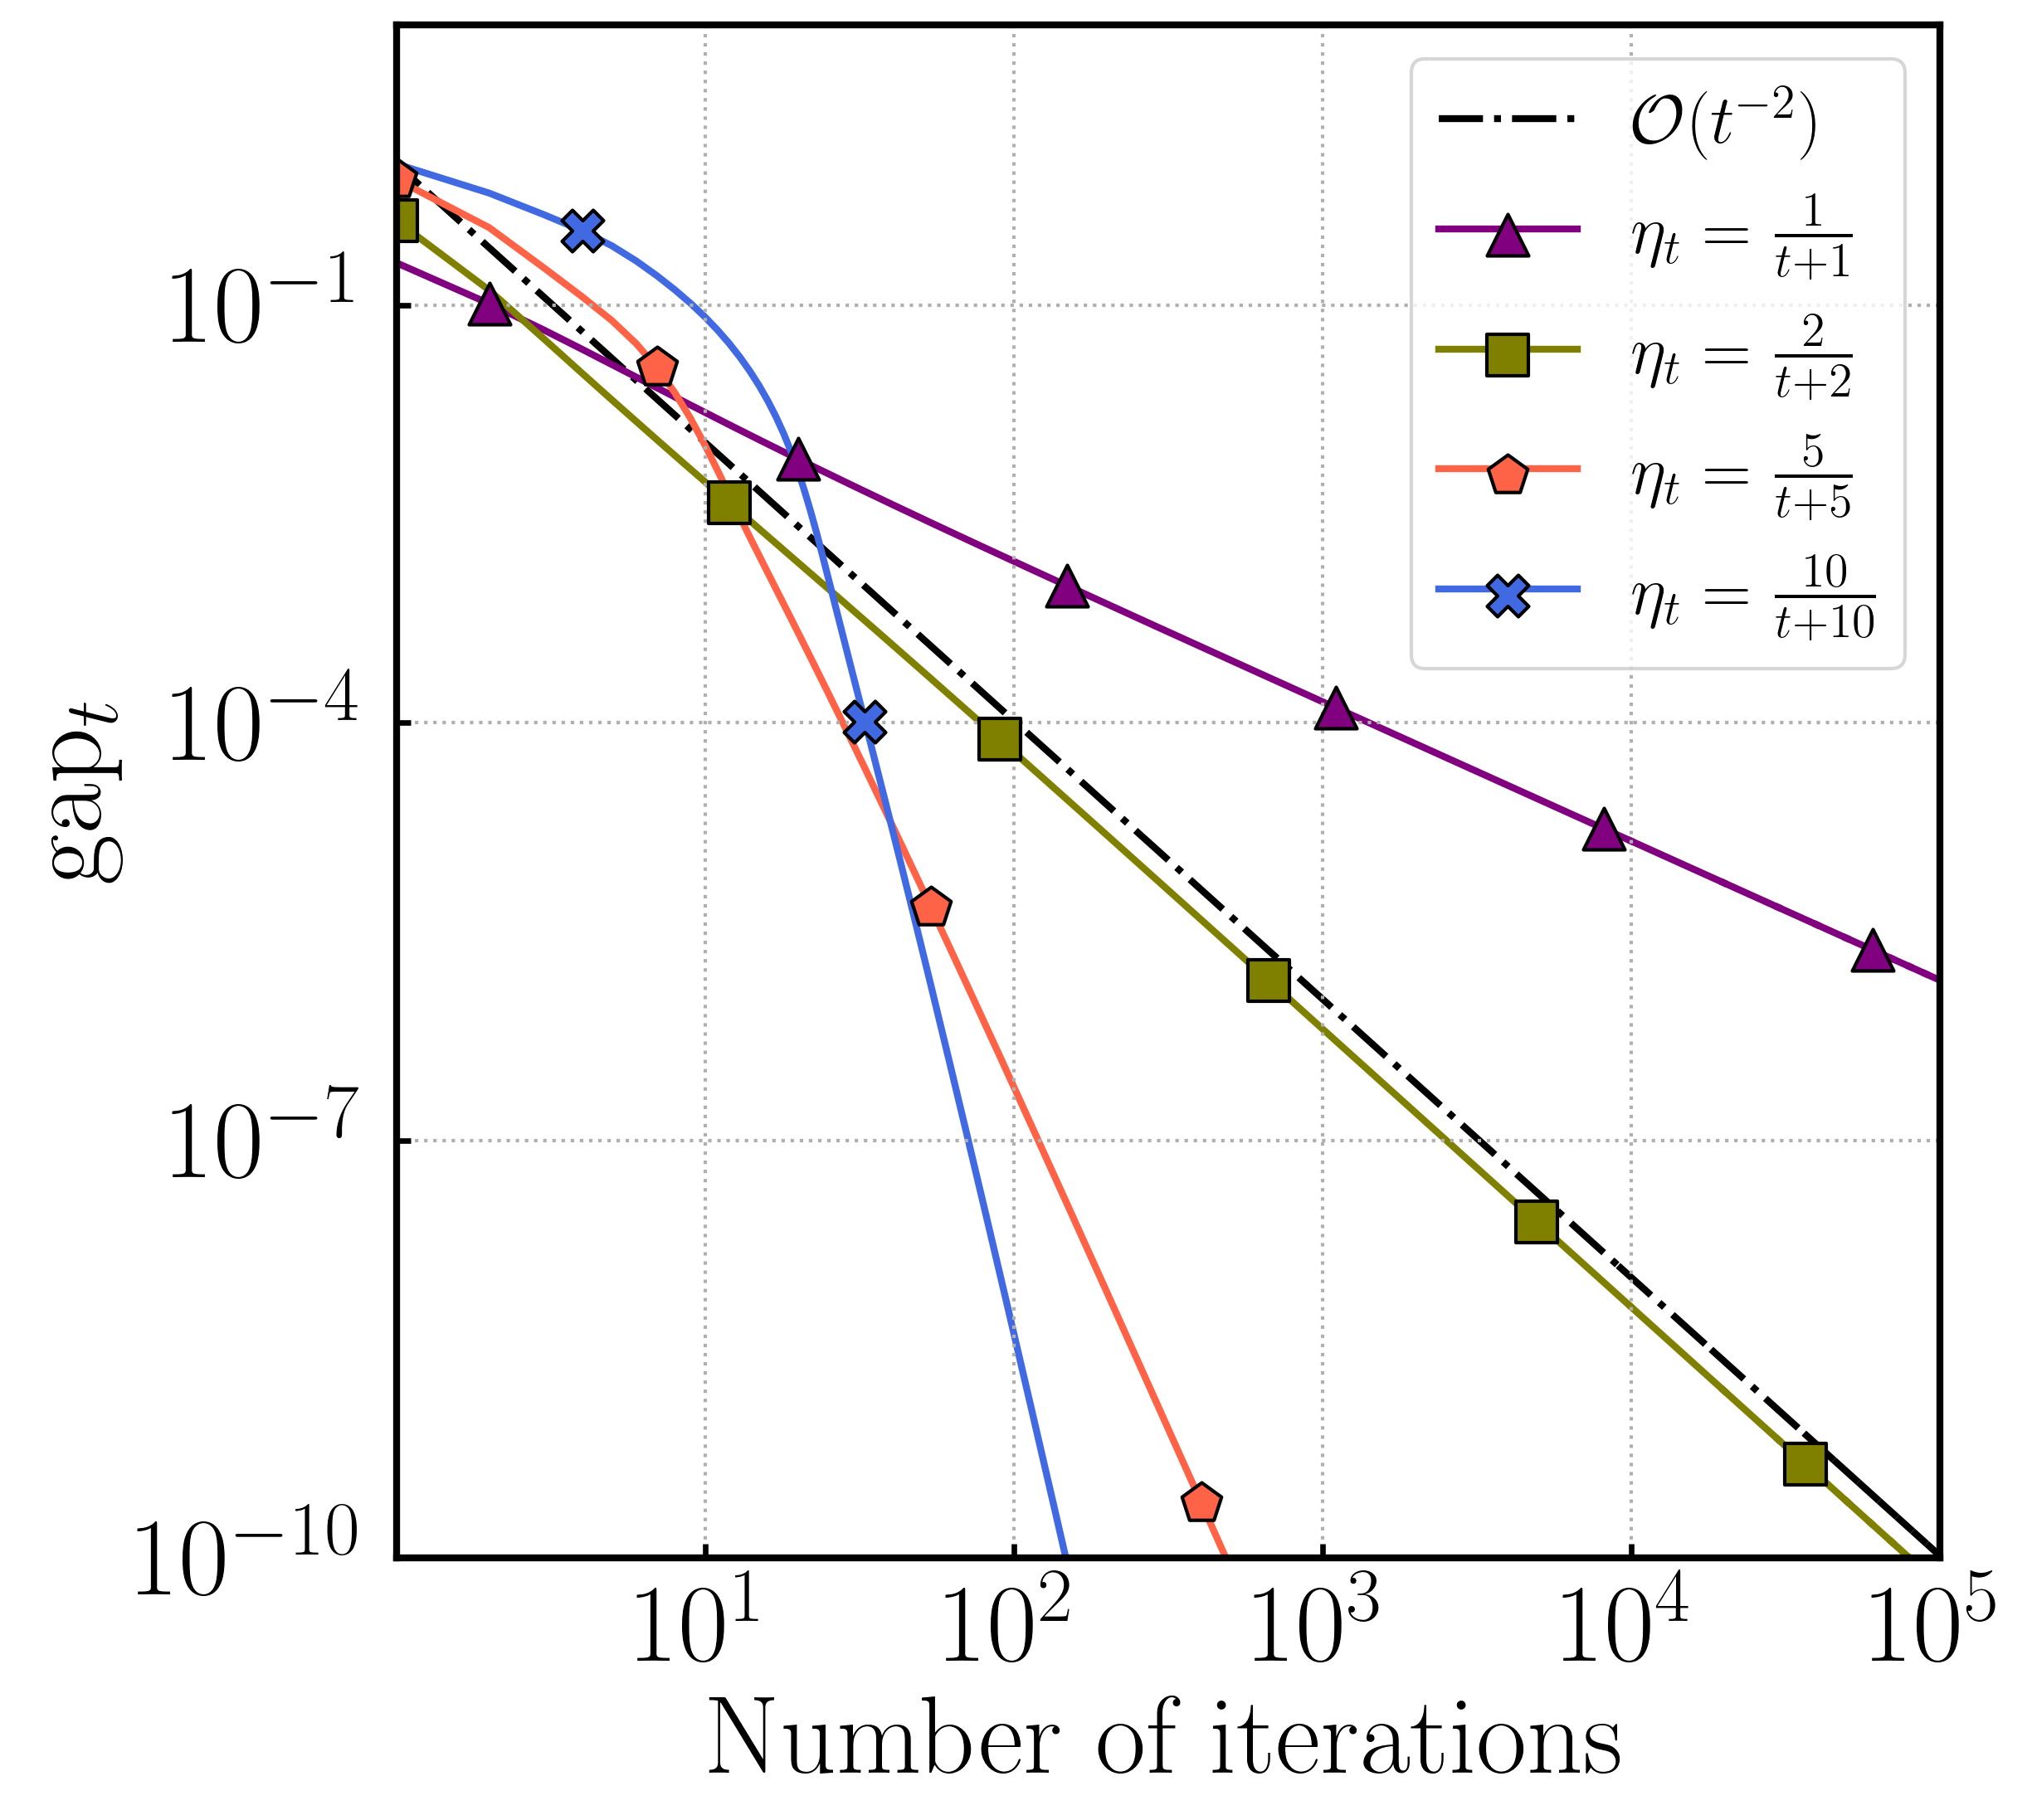 gapₜ
10⁻¹
10⁻⁴
10⁻⁷
10⁻¹⁰
𝒪(t⁻²)
ηₜ = 1/(t+1)
ηₜ = 2/(t+2)
ηₜ = 5/(t+5)
ηₜ = 10/(t+10)
10¹ 10² 10³ 10⁴ 10⁵
Number of iterations